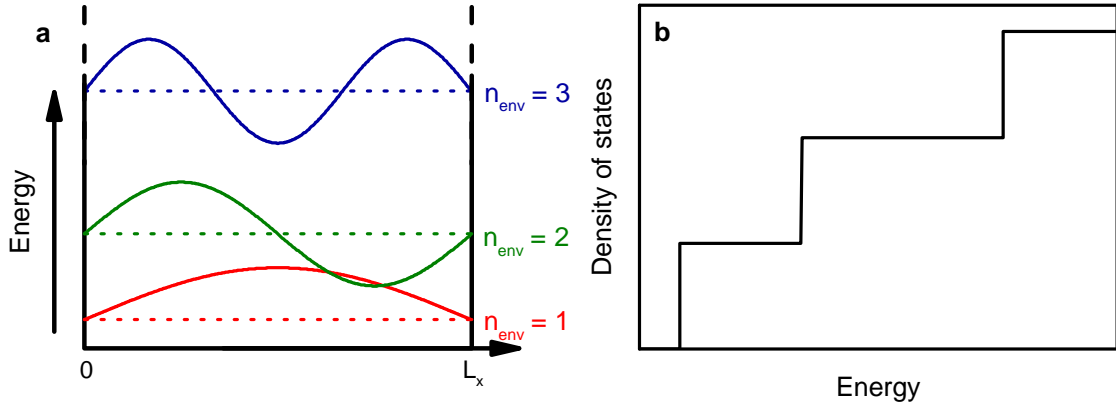 a
Energy
n_env = 3
n_env = 2
n_env = 1
0
L_x
b
Density of states
Energy